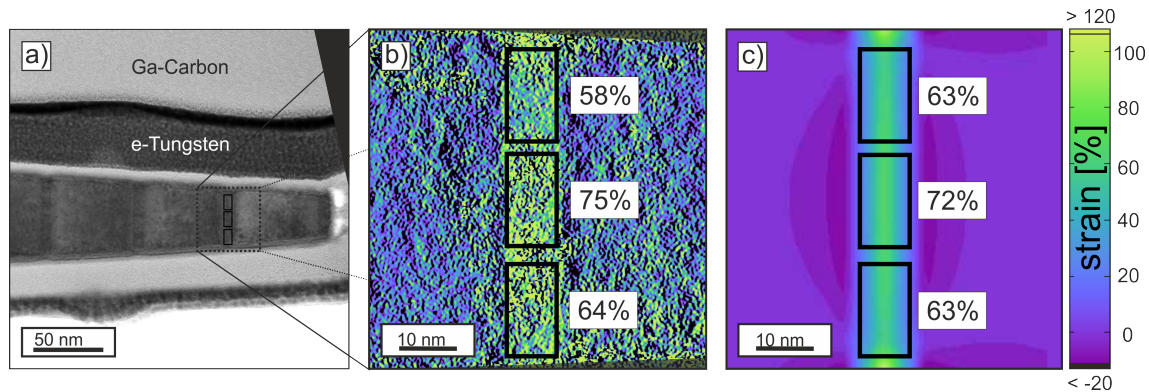 a)
Ga-Carbon
e-Tungsten
50 nm
b)
58%
75%
64%
10 nm
c)
63%
72%
63%
10 nm
> 120
100
80
60
40
20
0
< -20
strain [%]